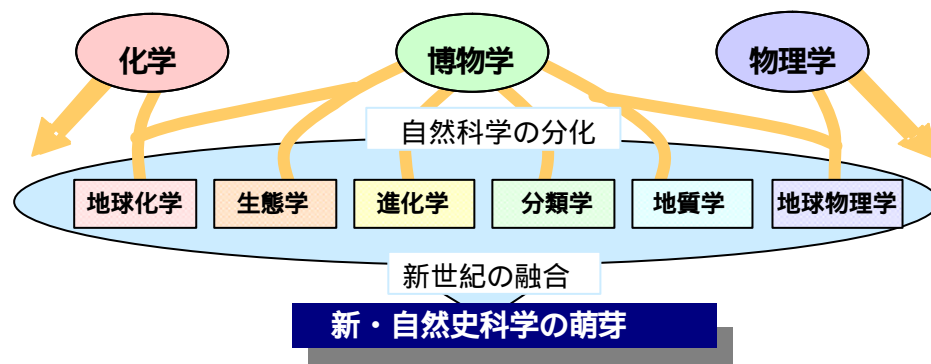 化学
博物学
物理学
自然科学の分化
地球化学
生態学
進化学
分類学
地質学
地球物理学
新世紀の融合
新・自然史科学の萌芽